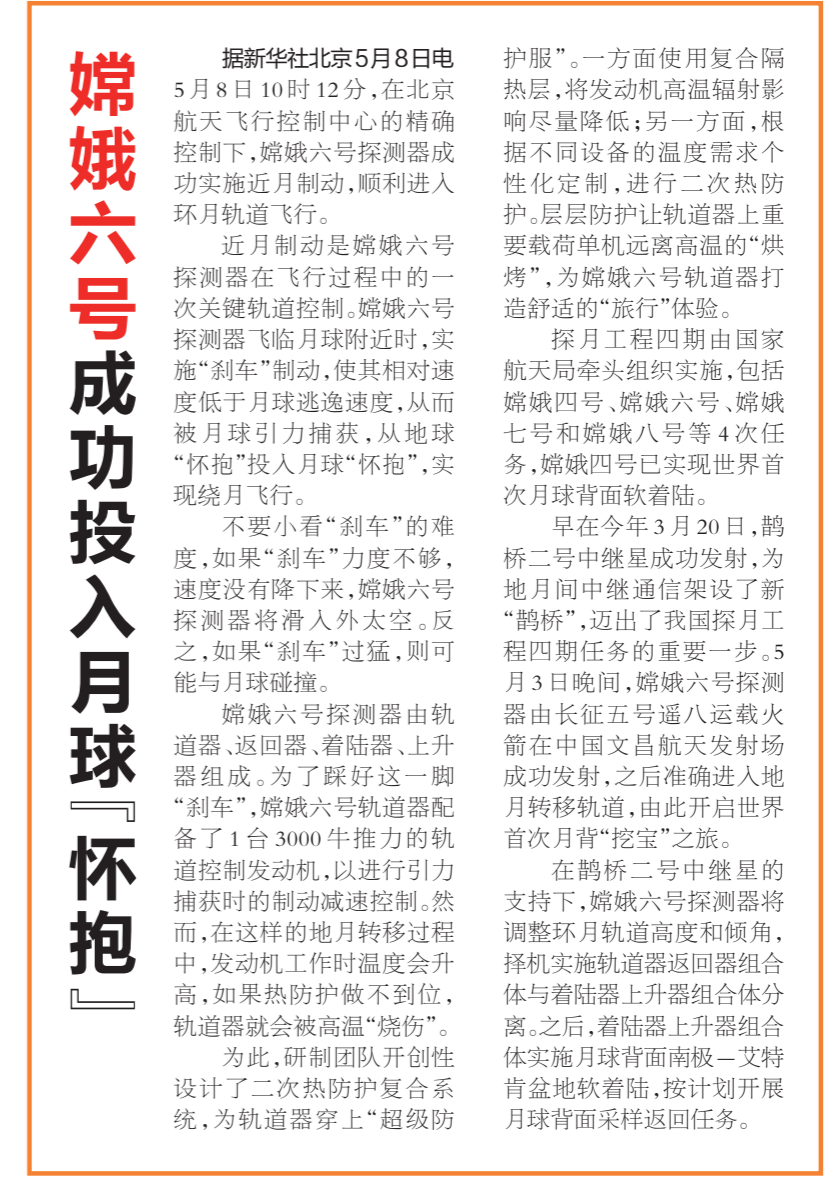 嫦娥六号成功投入月球『怀抱』
据新华社北京5月8日电
5月8日10时12分,在北京
航天飞行控制中心的精确
控制下,嫦娥六号探测器成
功实施近月制动,顺利进入
环月轨道飞行。
近月制动是嫦娥六号
探测器在飞行过程中的一
次关键轨道控制。嫦娥六号
探测器飞临月球附近时,实
施“刹车”制动,使其相对速
度低于月球逃逸速度,从而
被月球引力捕获,从地球
“怀抱”投入月球“怀抱”,实
现绕月飞行。
不要小看“刹车”的难
度,如果“刹车”力度不够,
速度没有降下来,嫦娥六号
探测器将滑入外太空。反
之,如果“刹车”过猛,则可
能与月球碰撞。
嫦娥六号探测器由轨
道器、返回器、着陆器、上升
器组成。为了踩好这一脚
“刹车”,嫦娥六号轨道器配
备了1台3000牛推力的轨
道控制发动机,以进行引力
捕获时的制动减速控制。然
而,在这样的地月转移过程
中,发动机工作时温度会升
高,如果热防护做不到位,
轨道器就会被高温“烧伤”。
为此,研制团队开创性
设计了二次热防护复合系
统,为轨道器穿上“超级防
护服”。一方面使用复合隔
热层,将发动机高温辐射影
响尽量降低;另一方面,根
据不同设备的温度需求个
性化定制,进行二次热防
护。层层防护让轨道器上重
要载荷单机远离高温的“烘
烤”,为嫦娥六号轨道器打
造舒适的“旅行”体验。
探月工程四期由国家
航天局牵头组织实施,包括
嫦娥四号、嫦娥六号、嫦娥
七号和嫦娥八号等4次任
务,嫦娥四号已实现世界首
次月球背面软着陆。
早在今年3月20日,鹊
桥二号中继星成功发射,为
地月间中继通信架设了新
“鹊桥”,迈出了我国探月工
程四期任务的重要一步。5
月3日晚间,嫦娥六号探测
器由长征五号遥八运载火
箭在中国文昌航天发射场
成功发射,之后准确进入地
月转移轨道,由此开启世界
首次月背“挖宝”之旅。
在鹊桥二号中继星的
支持下,嫦娥六号探测器将
调整环月轨道高度和倾角,
择机实施轨道器返回器组合
体与着陆器上升器组合体分
离。之后,着陆器上升器组合
体实施月球背面南极—艾特
肯盆地软着陆,按计划开展
月球背面采样返回任务。